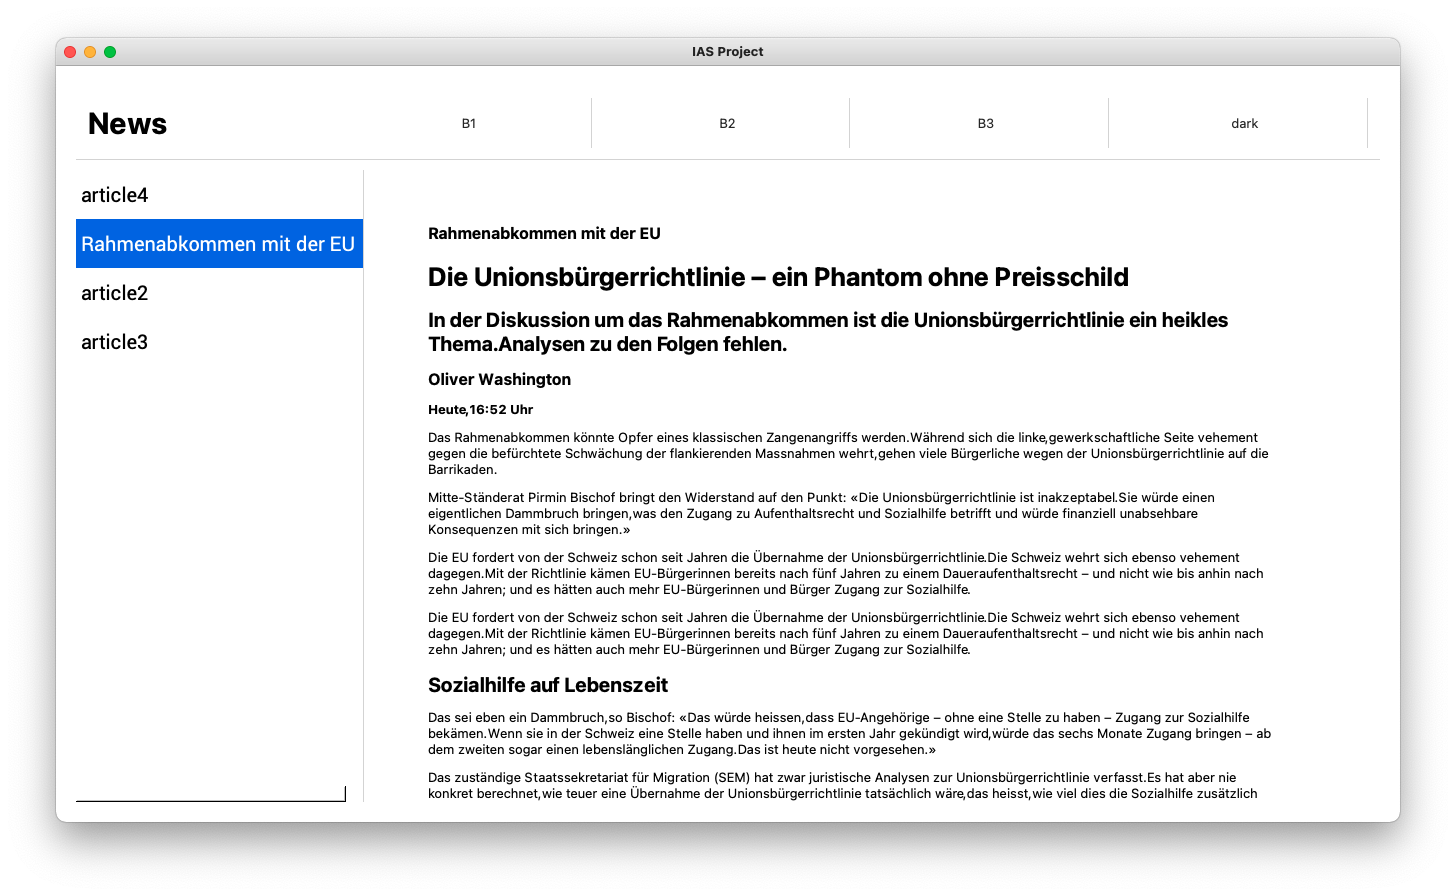 IAS Project
News
B1
B2
B3
dark
article4
Rahmenabkommen mit der EU
article2
article3
Rahmenabkommen mit der EU
Die Unionsbürgerrichtlinie – ein Phantom ohne Preisschild
In der Diskussion um das Rahmenabkommen ist die Unionsbürgerrichtlinie ein heikles
Thema.Analysen zu den Folgen fehlen.
Oliver Washington
Heute,16:52 Uhr
Das Rahmenabkommen könnte Opfer eines klassischen Zangenangriffs werden.Während sich die linke,gewerkschaftliche Seite vehement
gegen die befürchtete Schwächung der flankierenden Massnahmen wehrt,gehen viele Bürgerliche wegen der Unionsbürgerrichtlinie auf die
Barrikaden.
Mitte-Ständerat Pirmin Bischof bringt den Widerstand auf den Punkt: «Die Unionsbürgerrichtlinie ist inakzeptabel.Sie würde einen
eigentlichen Dammbruch bringen,was den Zugang zu Aufenthaltsrecht und Sozialhilfe betrifft und würde finanziell unabsehbare
Konsequenzen mit sich bringen.»
Die EU fordert von der Schweiz schon seit Jahren die Übernahme der Unionsbürgerrichtlinie.Die Schweiz wehrt sich ebenso vehement
dagegen.Mit der Richtlinie kämen EU-Bürgerinnen bereits nach fünf Jahren zu einem Daueraufenthaltsrecht – und nicht wie bis anhin nach
zehn Jahren; und es hätten auch mehr EU-Bürgerinnen und Bürger Zugang zur Sozialhilfe.
Die EU fordert von der Schweiz schon seit Jahren die Übernahme der Unionsbürgerrichtlinie.Die Schweiz wehrt sich ebenso vehement
dagegen.Mit der Richtlinie kämen EU-Bürgerinnen bereits nach fünf Jahren zu einem Daueraufenthaltsrecht – und nicht wie bis anhin nach
zehn Jahren; und es hätten auch mehr EU-Bürgerinnen und Bürger Zugang zur Sozialhilfe.
Sozialhilfe auf Lebenszeit
Das sei eben ein Dammbruch,so Bischof: «Das würde heissen,dass EU-Angehörige – ohne eine Stelle zu haben – Zugang zur Sozialhilfe
bekämen.Wenn sie in der Schweiz eine Stelle haben und ihnen im ersten Jahr gekündigt wird,würde das sechs Monate Zugang bringen – ab
dem zweiten sogar einen lebenslänglichen Zugang.Das ist heute nicht vorgesehen.»
Das zuständige Staatssekretariat für Migration (SEM) hat zwar juristische Analysen zur Unionsbürgerrichtlinie verfasst.Es hat aber nie
konkret berechnet,wie teuer eine Übernahme der Unionsbürgerrichtlinie tatsächlich wäre,das heisst,wie viel dies die Sozialhilfe zusätzlich